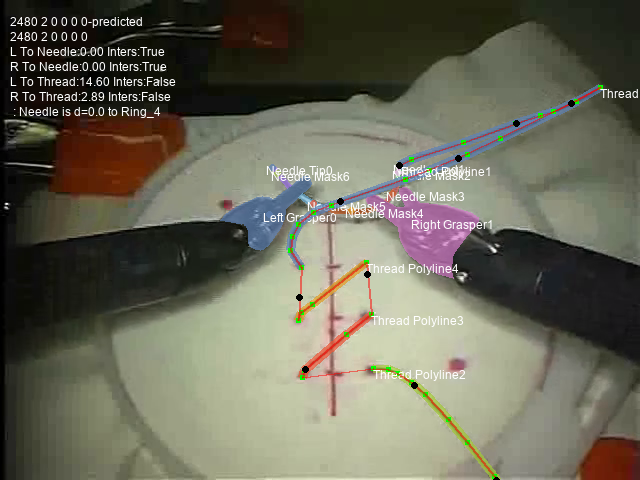 2480 2 0 0 0 0-predicted
2480 2 0 0 0 0
L To Needle:0.00 Inters:True
R To Needle:0.00 Inters:True
L To Thread:14.60 Inters:False
R To Thread:2.89 Inters:False
: Needle is d=0.0 to Ring_4
Thread
Needle Tip0
Thread Polyline1
Needle Mask6
Needle Mask2
Needle Mask3
Needle Mask5
Needle Mask4
Left Grasper0
Right Grasper1
Thread Polyline4
Thread Polyline3
Thread Polyline2